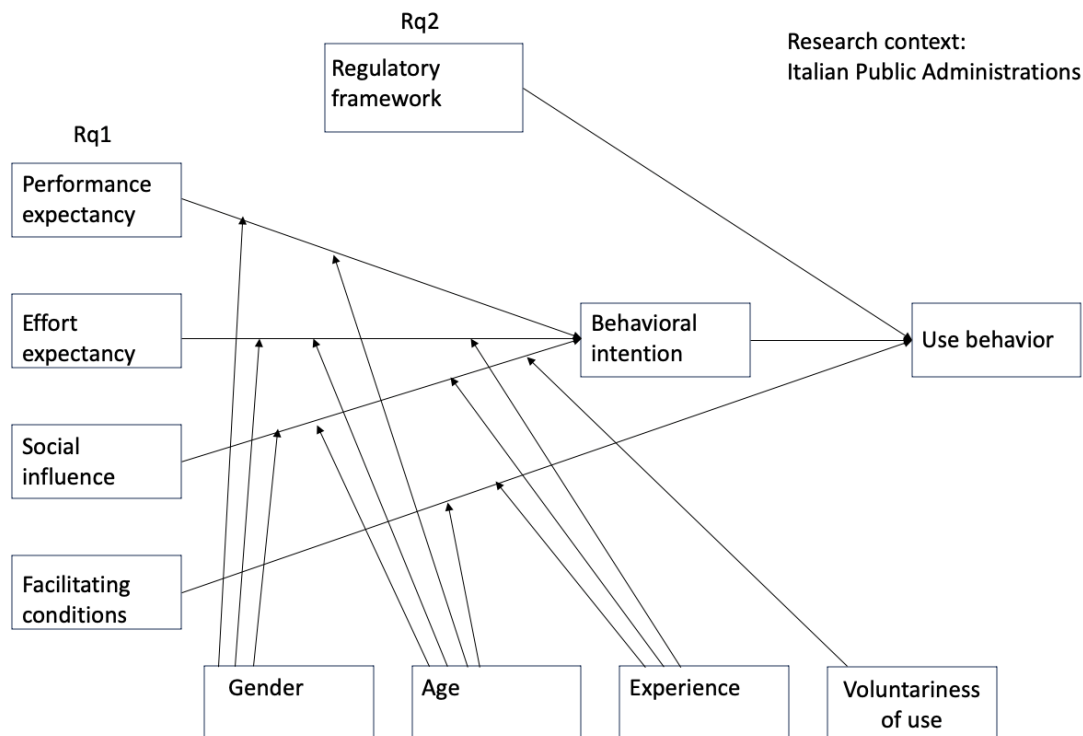 Rq2
Research context:
Italian Public Administrations
Regulatory
framework
Rq1
Performance
expectancy
Effort
expectancy
Behavioral
intention
Use behavior
Social
influence
Facilitating
conditions
Gender
Age
Experience
Voluntariness
of use